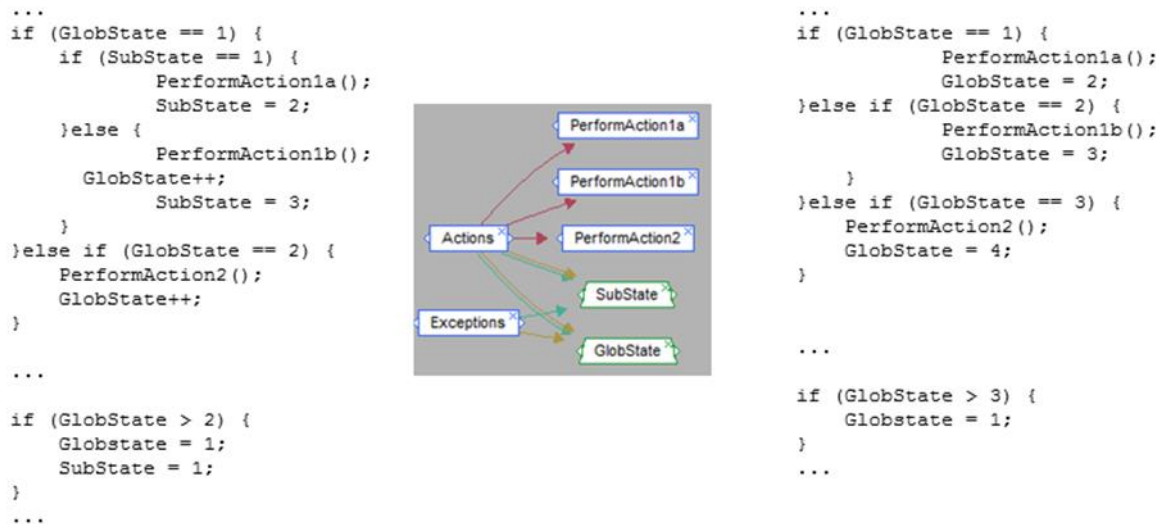 ...
if (GlobState == 1) {
if (SubState == 1) {
PerformAction1a();
SubState = 2;
}else {
PerformAction1b();
GlobState++;
SubState = 3;
}
}else if (GlobState == 2) {
PerformAction2();
GlobState++;
}
...
if (GlobState > 2) {
Globstate = 1;
SubState = 1;
}
...
PerformAction1a
PerformAction1b
Actions
PerformAction2
SubState
Exceptions
GlobState
...
if (GlobState == 1) {
PerformAction1a();
GlobState = 2;
}else if (GlobState == 2) {
PerformAction1b();
GlobState = 3;
}
}else if (GlobState == 3) {
PerformAction2();
GlobState = 4;
}
...
if (GlobState > 3) {
Globstate = 1;
}
...